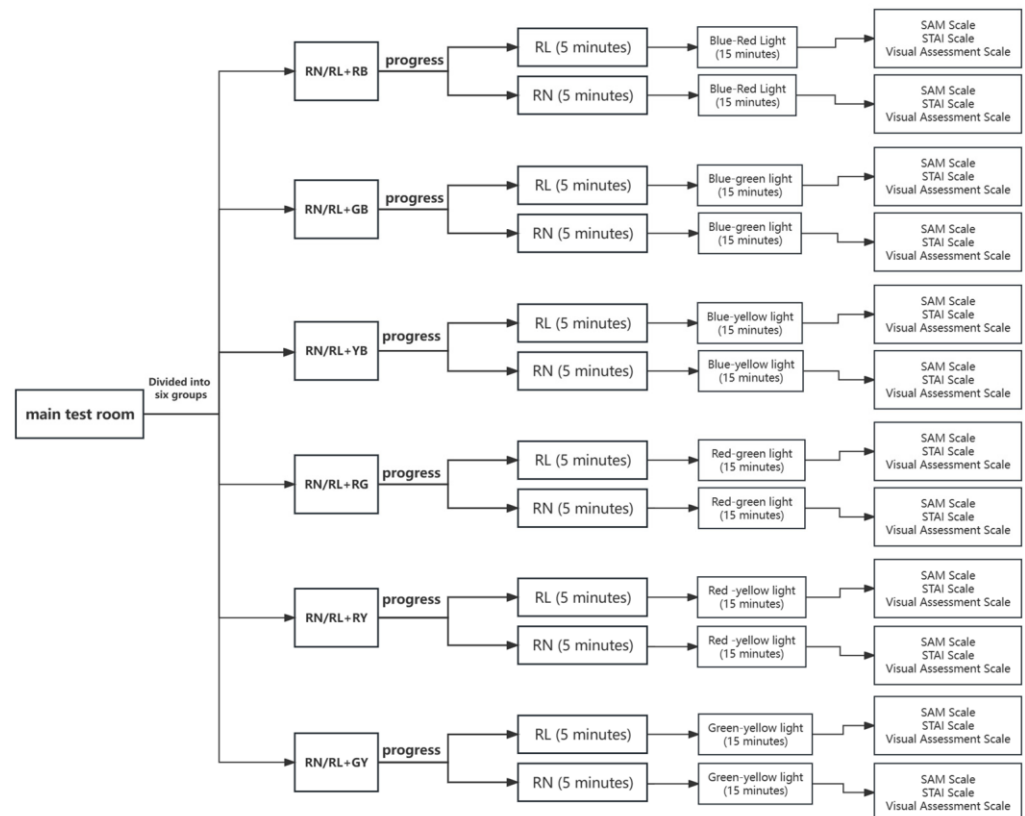 main test room
Divided into
six groups
RN/RL+RB
progress
RL (5 minutes)
Blue-Red Light
(15 minutes)
SAM Scale
STAI Scale
Visual Assessment Scale
RN (5 minutes)
Blue-Red Light
(15 minutes)
SAM Scale
STAI Scale
Visual Assessment Scale
RN/RL+GB
progress
RL (5 minutes)
Blue-green light
(15 minutes)
SAM Scale
STAI Scale
Visual Assessment Scale
RN (5 minutes)
Blue-green light
(15 minutes)
SAM Scale
STAI Scale
Visual Assessment Scale
RN/RL+YB
progress
RL (5 minutes)
Blue-yellow light
(15 minutes)
SAM Scale
STAI Scale
Visual Assessment Scale
RN (5 minutes)
Blue-yellow light
(15 minutes)
SAM Scale
STAI Scale
Visual Assessment Scale
RN/RL+RG
progress
RL (5 minutes)
Red-green light
(15 minutes)
SAM Scale
STAI Scale
Visual Assessment Scale
RN (5 minutes)
Red-green light
(15 minutes)
SAM Scale
STAI Scale
Visual Assessment Scale
RN/RL+RY
progress
RL (5 minutes)
Red -yellow light
(15 minutes)
SAM Scale
STAI Scale
Visual Assessment Scale
RN (5 minutes)
Red -yellow light
(15 minutes)
SAM Scale
STAI Scale
Visual Assessment Scale
RN/RL+GY
progress
RL (5 minutes)
Green-yellow light
(15 minutes)
SAM Scale
STAI Scale
Visual Assessment Scale
RN (5 minutes)
Green-yellow light
(15 minutes)
SAM Scale
STAI Scale
Visual Assessment Scale